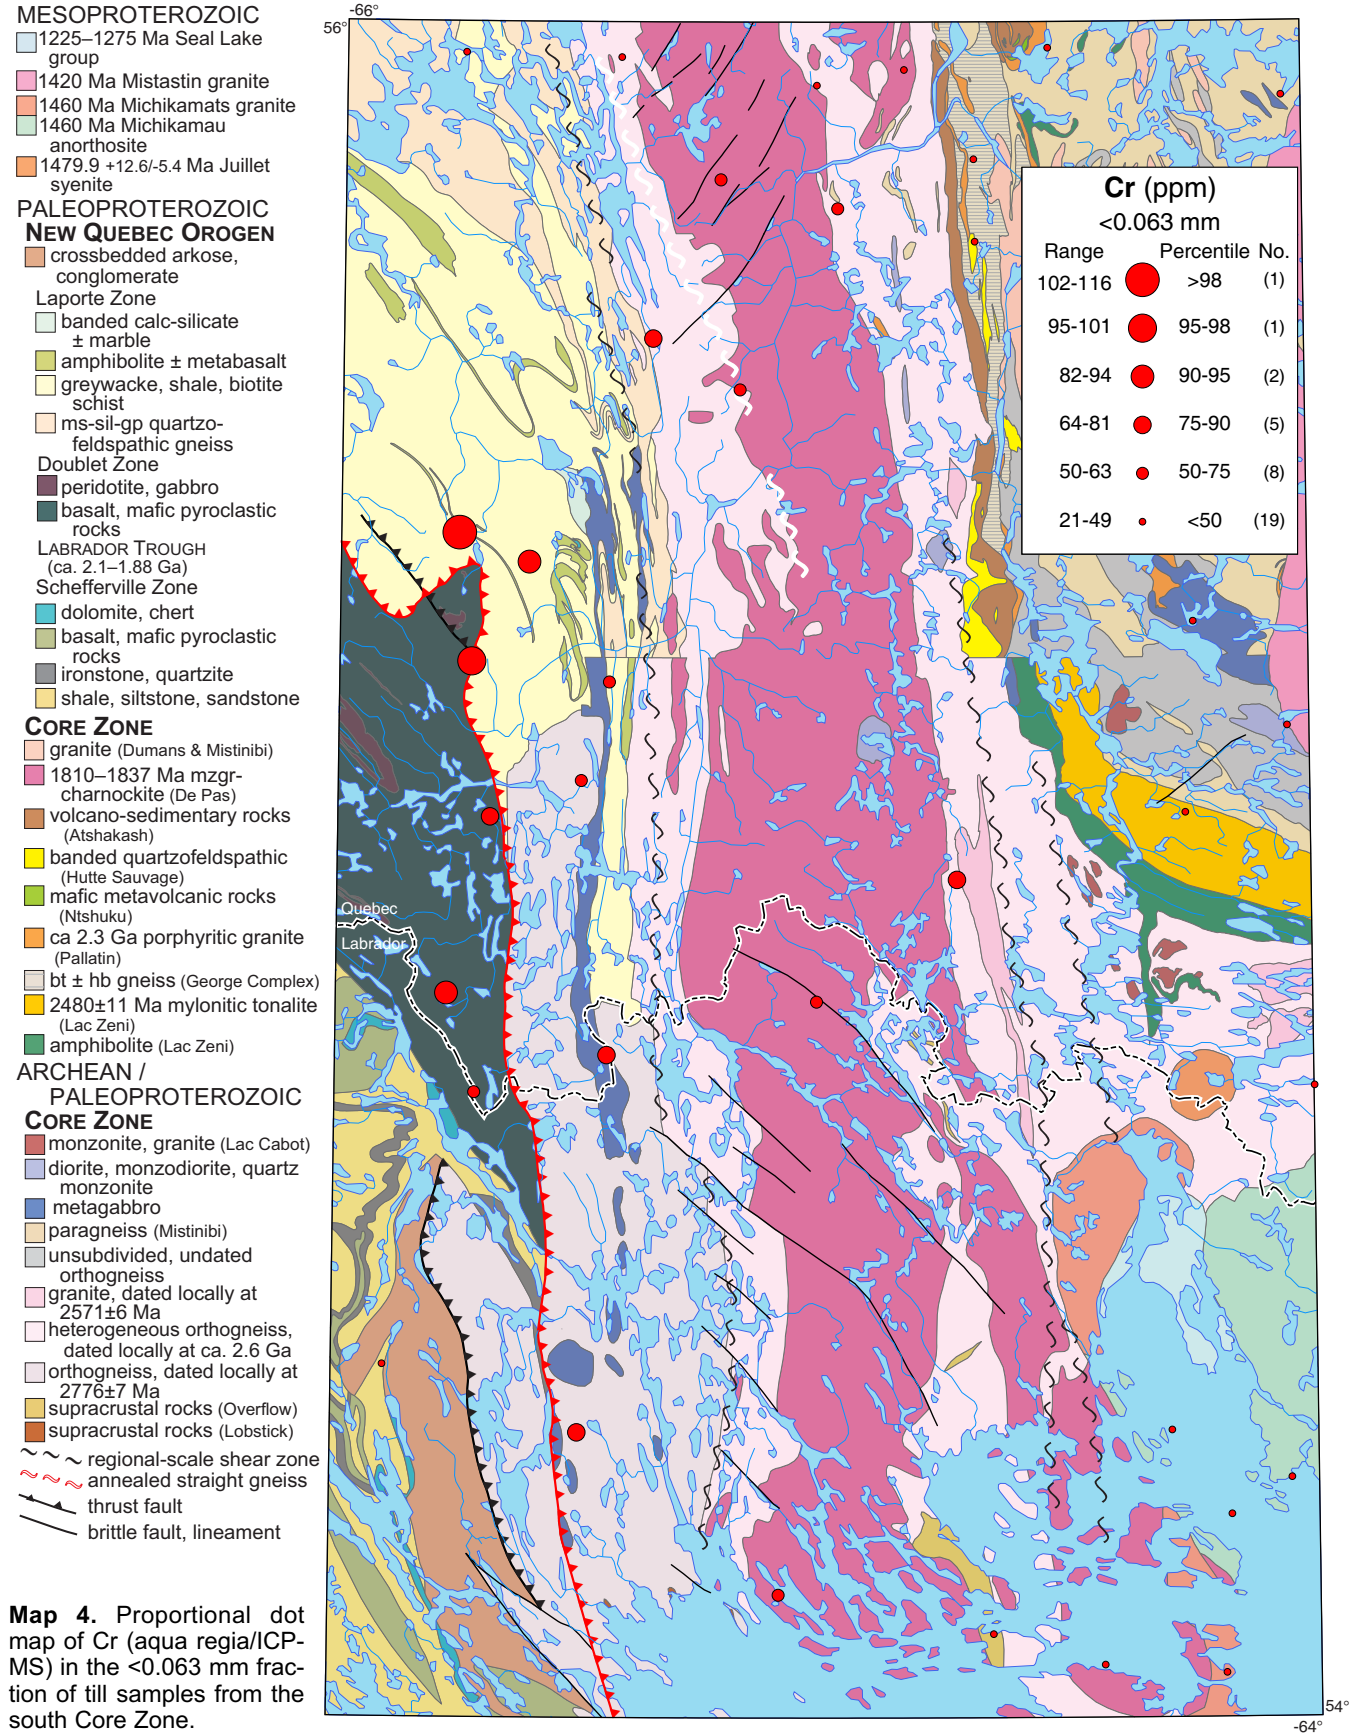 MESOPROTEROZOIC
1225–1275 Ma Seal Lake
group
1420 Ma Mistastin granite
1460 Ma Michikamats granite
1460 Ma Michikamau
anorthosite
1479.9 +12.6/-5.4 Ma Juillet
syenite
PALEOPROTEROZOIC
NEW QUEBEC OROGEN
crossbedded arkose,
conglomerate
Laporte Zone
banded calc-silicate
± marble
amphibolite ± metabasalt
greywacke, shale, biotite
schist
ms-sil-gp quartzo-
feldspathic gneiss
Doublet Zone
peridotite, gabbro
basalt, mafic pyroclastic
rocks
LABRADOR TROUGH
(ca. 2.1–1.88 Ga)
Schefferville Zone
dolomite, chert
basalt, mafic pyroclastic
rocks
ironstone, quartzite
shale, siltstone, sandstone
CORE ZONE
granite (Dumans & Mistinibi)
1810–1837 Ma mzgr-
charnockite (De Pas)
volcano-sedimentary rocks
(Atshakash)
banded quartzofeldspathic
(Hutte Sauvage)
mafic metavolcanic rocks
(Ntshuku)
ca 2.3 Ga porphyritic granite
(Pallatin)
bt ± hb gneiss (George Complex)
2480±11 Ma mylonitic tonalite
(Lac Zeni)
amphibolite (Lac Zeni)
ARCHEAN /
PALEOPROTEROZOIC
CORE ZONE
monzonite, granite (Lac Cabot)
diorite, monzodiorite, quartz
monzonite
metagabbro
paragneiss (Mistinibi)
unsubdivided, undated
orthogneiss
granite, dated locally at
2571±6 Ma
heterogeneous orthogneiss,
dated locally at ca. 2.6 Ga
orthogneiss, dated locally at
2776±7 Ma
supracrustal rocks (Overflow)
supracrustal rocks (Lobstick)
regional-scale shear zone
annealed straight gneiss
thrust fault
brittle fault, lineament
Map 4. Proportional dot
map of Cr (aqua regia/ICP-
MS) in the <0.063 mm frac-
tion of till samples from the
south Core Zone.
-66°
56°
Cr (ppm)
<0.063 mm
Range Percentile No.
102-116 >98 (1)
95-101 95-98 (1)
82-94 90-95 (2)
64-81 75-90 (5)
50-63 50-75 (8)
21-49 <50 (19)
Quebec
Labrador
54°
-64°